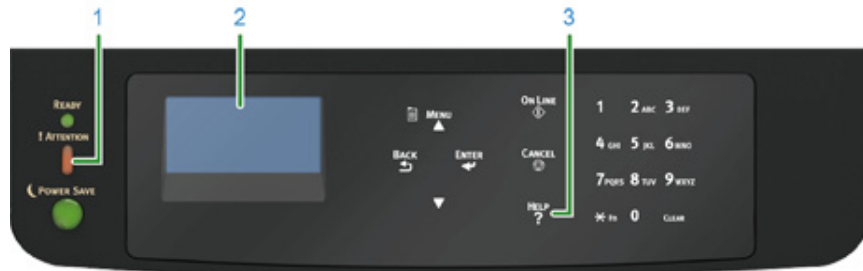 1 2 3
READY
! ATTENTION
POWER SAVE
MENU
BACK
ENTER
ON LINE
CANCEL
HELP
?
1 2 ABC 3 DEF
4 GHI 5 JKL 6 MNO
7 PQRS 8 TUV 9 WXYZ
Fn 0 CLEAR